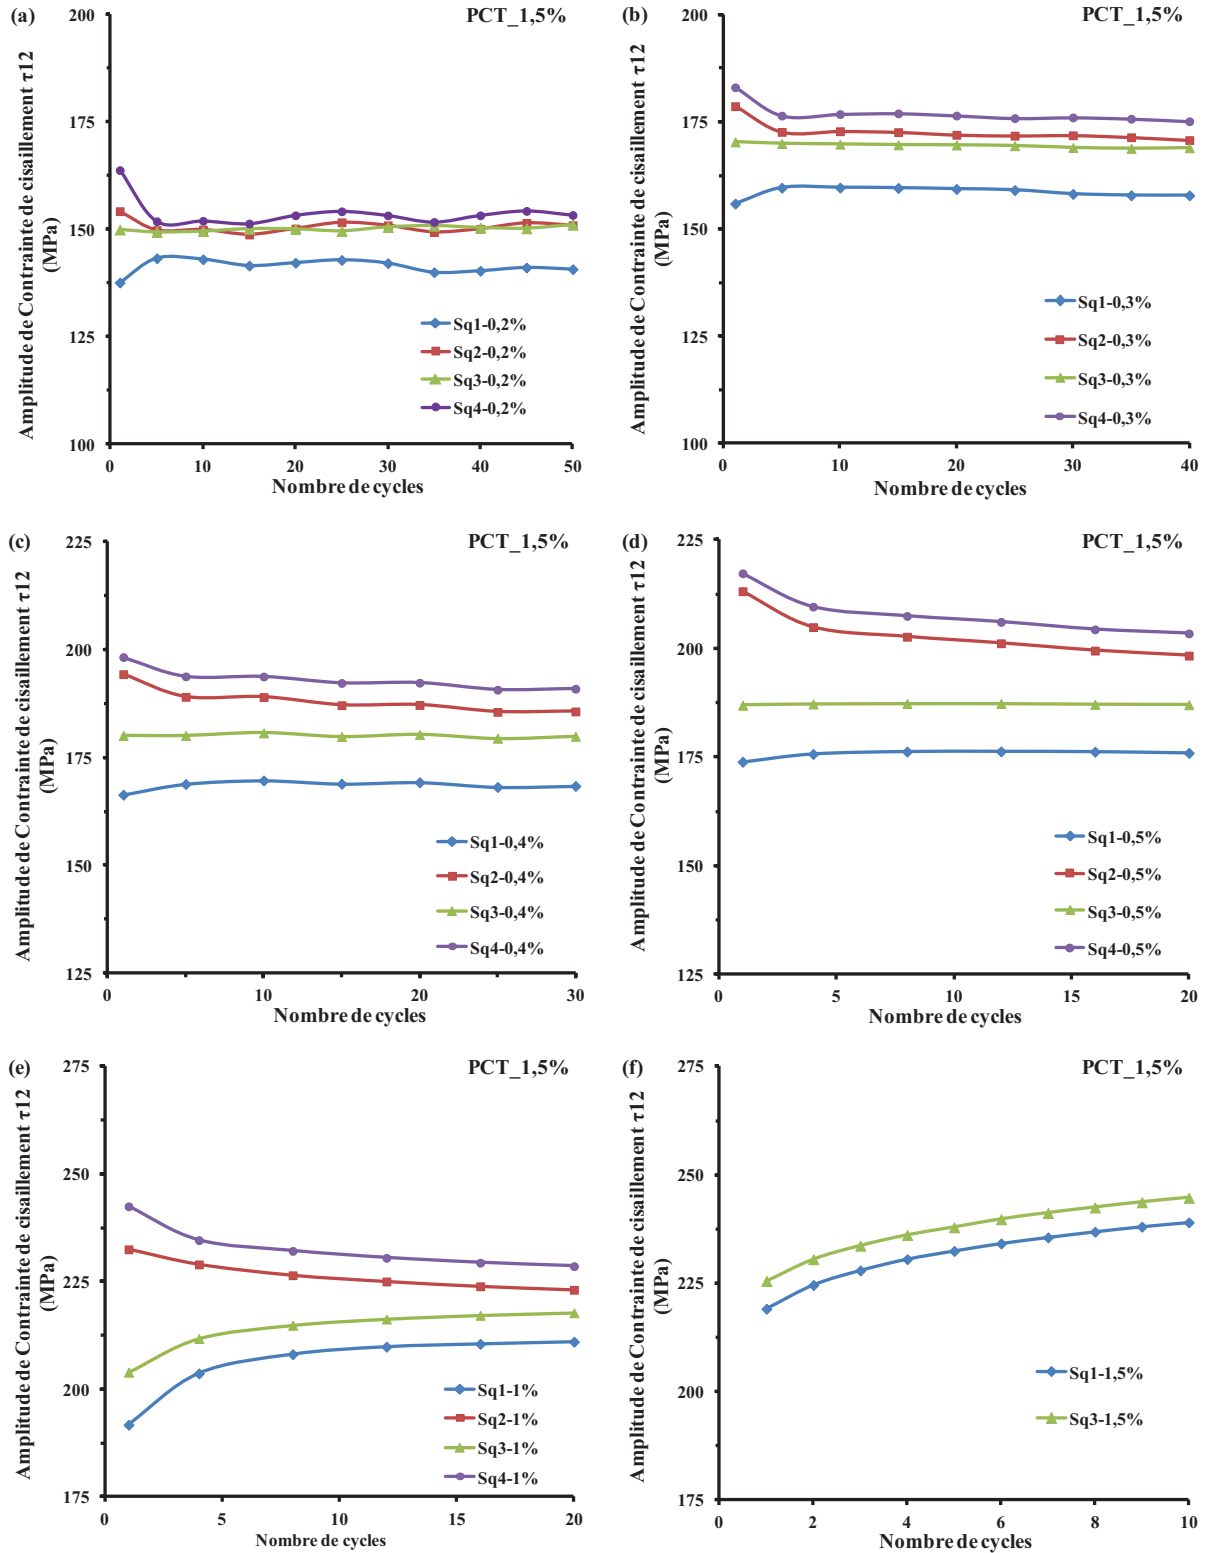 (a)
PCT_1,5%
Amplitude de Contrainte de cisaillement τ12
(MPa)
200
175
150
125
100
0
10
20
30
40
50
Nombre de cycles
Sq1-0,2%
Sq2-0,2%
Sq3-0,2%
Sq4-0,2%
(b)
PCT_1,5%
Amplitude de Contrainte de cisaillement τ12
(MPa)
200
175
150
125
100
0
10
20
30
40
Nombre de cycles
Sq1-0,3%
Sq2-0,3%
Sq3-0,3%
Sq4-0,3%
(c)
PCT_1,5%
Amplitude de Contrainte de cisaillement τ12
(MPa)
225
200
175
150
125
0
10
20
30
Nombre de cycles
Sq1-0,4%
Sq2-0,4%
Sq3-0,4%
Sq4-0,4%
(d)
PCT_1,5%
Amplitude de Contrainte de cisaillement τ12
(MPa)
225
200
175
150
125
0
5
10
15
20
Nombre de cycles
Sq1-0,5%
Sq2-0,5%
Sq3-0,5%
Sq4-0,5%
(e)
PCT_1,5%
Amplitude de Contrainte de cisaillement τ12
(MPa)
275
250
225
200
175
0
5
10
15
20
Nombre de cycles
Sq1-1%
Sq2-1%
Sq3-1%
Sq4-1%
(f)
PCT_1,5%
Amplitude de Contrainte de cisaillement τ12
(MPa)
275
250
225
200
175
0
2
4
6
8
10
Nombre de cycles
Sq1-1,5%
Sq3-1,5%